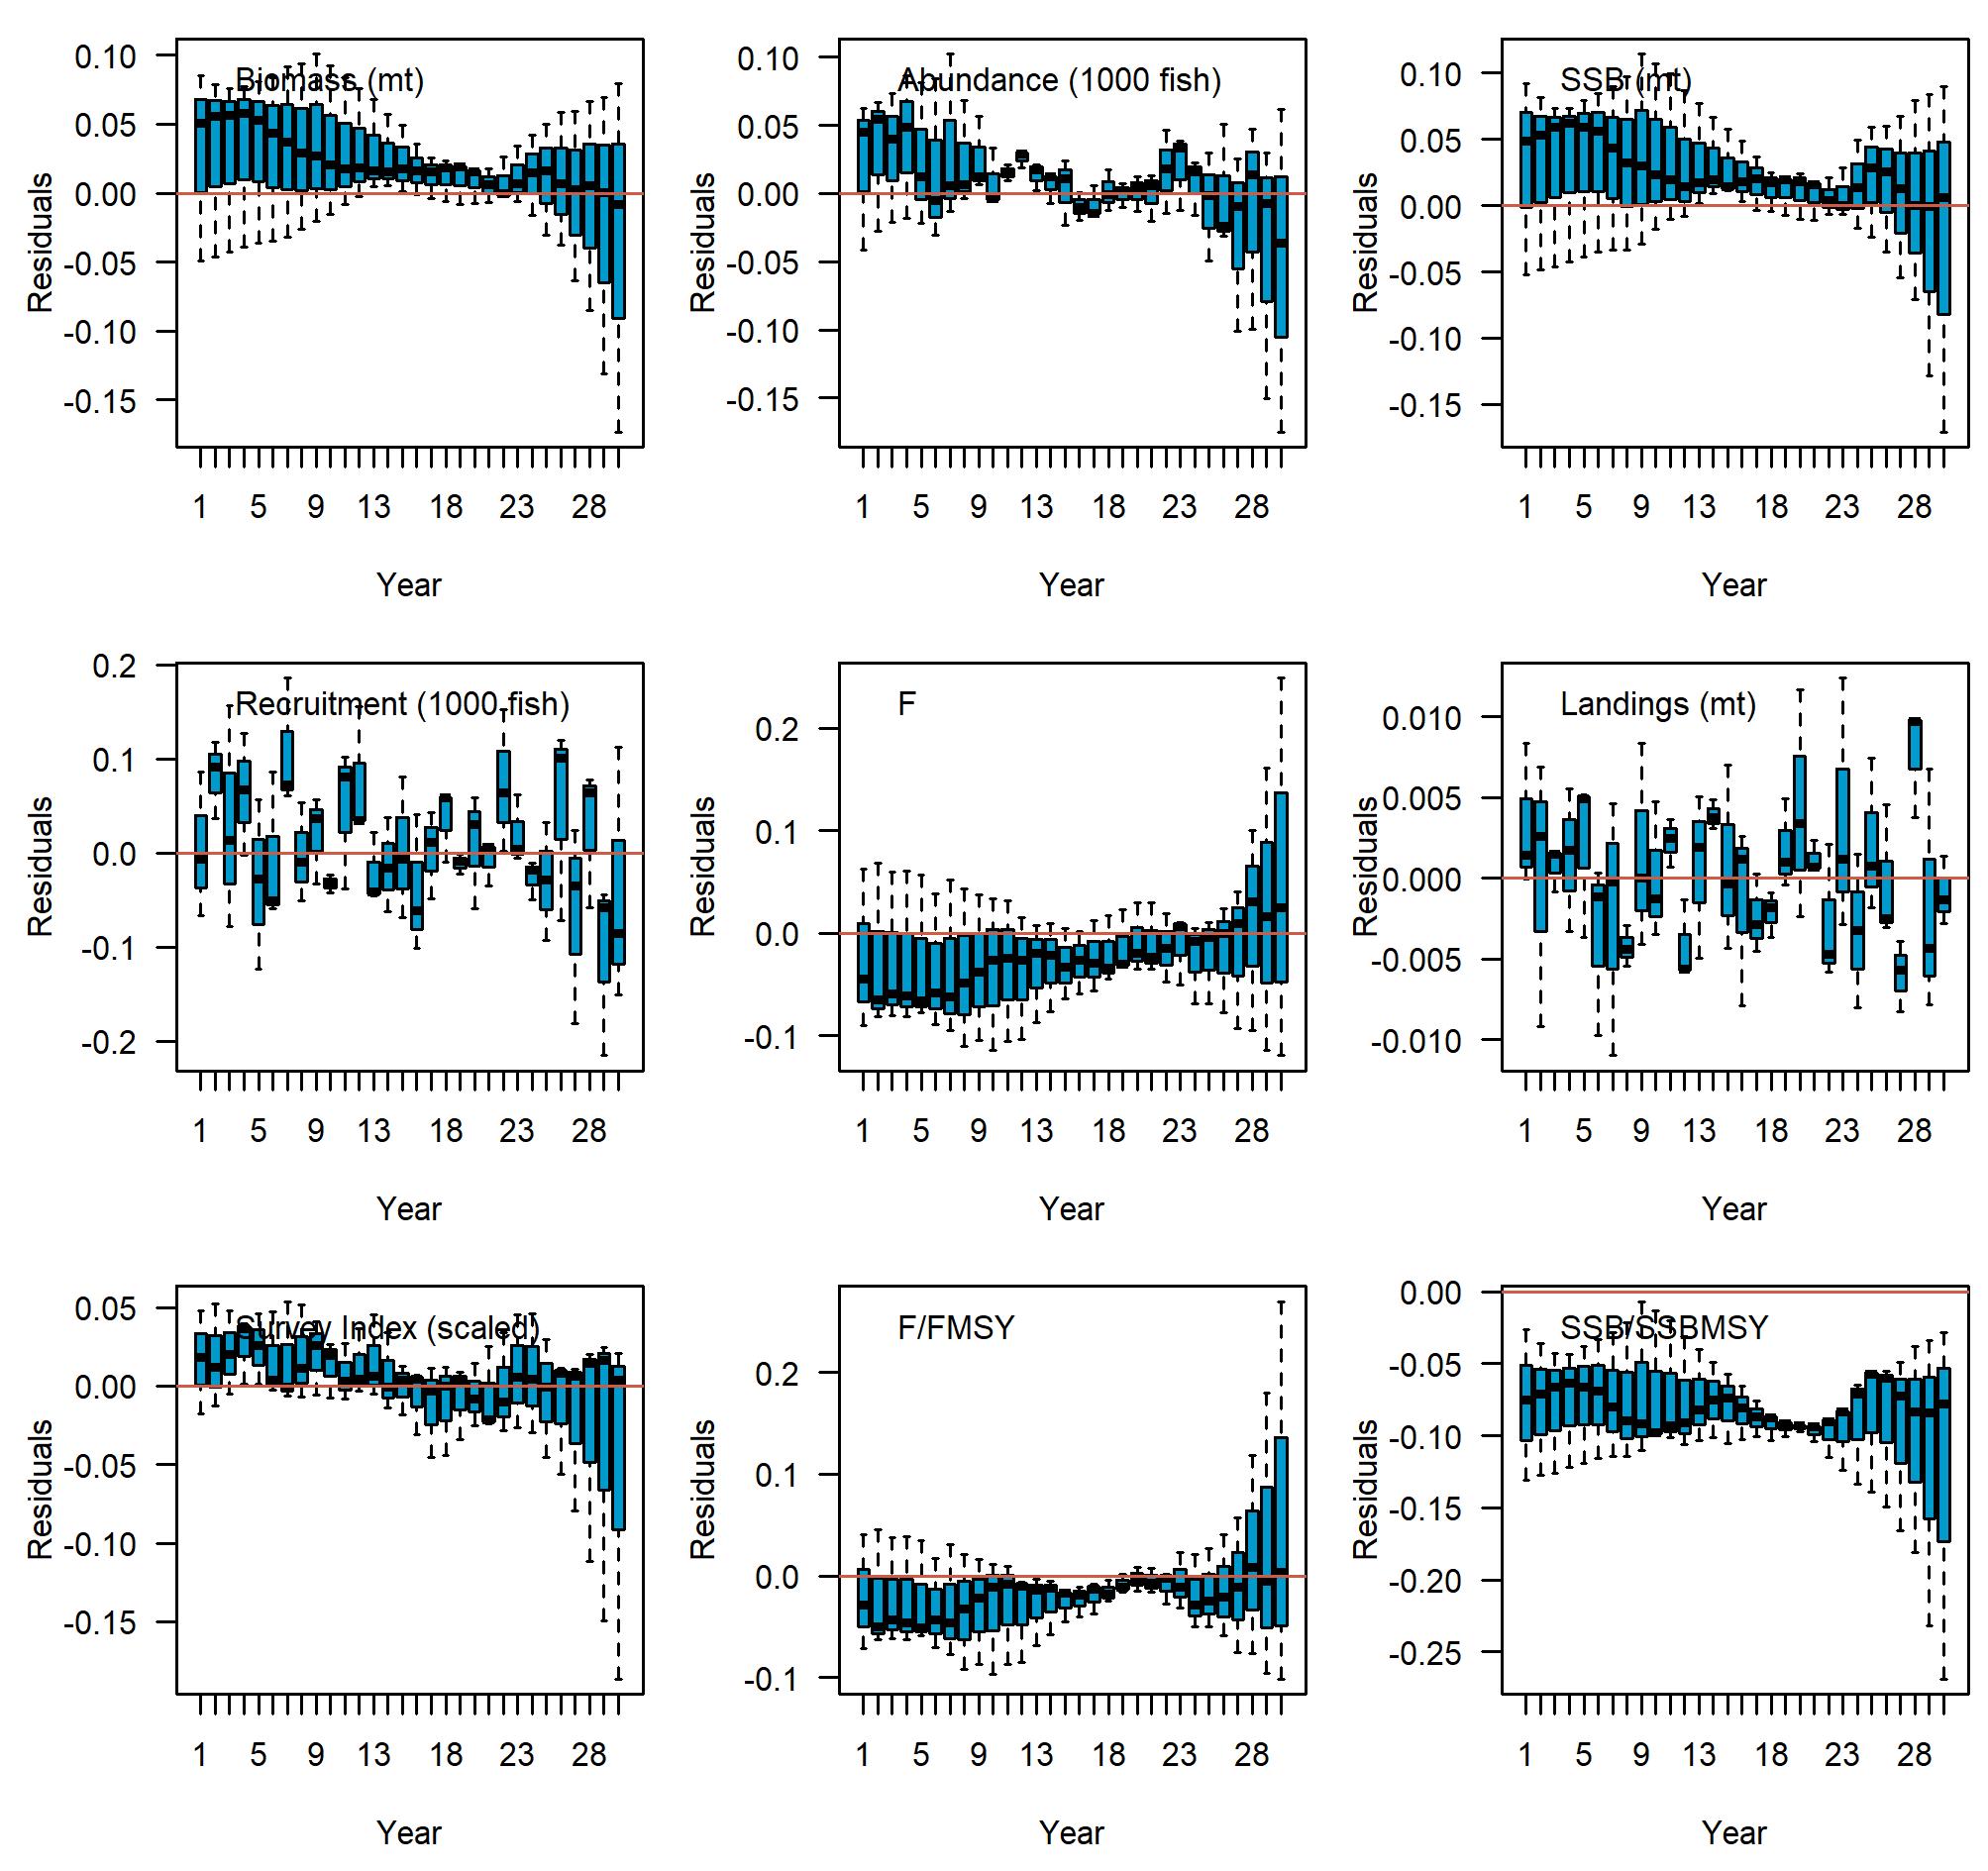 Biomass (mt)
Residuals
0.10
0.05
0.00
-0.05
-0.10
-0.15
1 5 9 13 18 23 28
Year
Abundance (1000 fish)
Residuals
0.10
0.05
0.00
-0.05
-0.10
-0.15
1 5 9 13 18 23 28
Year
SSB (mt)
Residuals
0.10
0.05
0.00
-0.05
-0.10
-0.15
1 5 9 13 18 23 28
Year
Recruitment (1000 fish)
Residuals
0.2
0.1
0.0
-0.1
-0.2
1 5 9 13 18 23 28
Year
F
Residuals
0.2
0.1
0.0
-0.1
1 5 9 13 18 23 28
Year
Landings (mt)
Residuals
0.010
0.005
0.000
-0.005
-0.010
1 5 9 13 18 23 28
Year
Survey Index (scaled)
Residuals
0.05
0.00
-0.05
-0.10
-0.15
1 5 9 13 18 23 28
Year
F/FMSY
Residuals
0.2
0.1
0.0
-0.1
1 5 9 13 18 23 28
Year
SSB/SSBMSY
Residuals
0.00
-0.05
-0.10
-0.15
-0.20
-0.25
1 5 9 13 18 23 28
Year